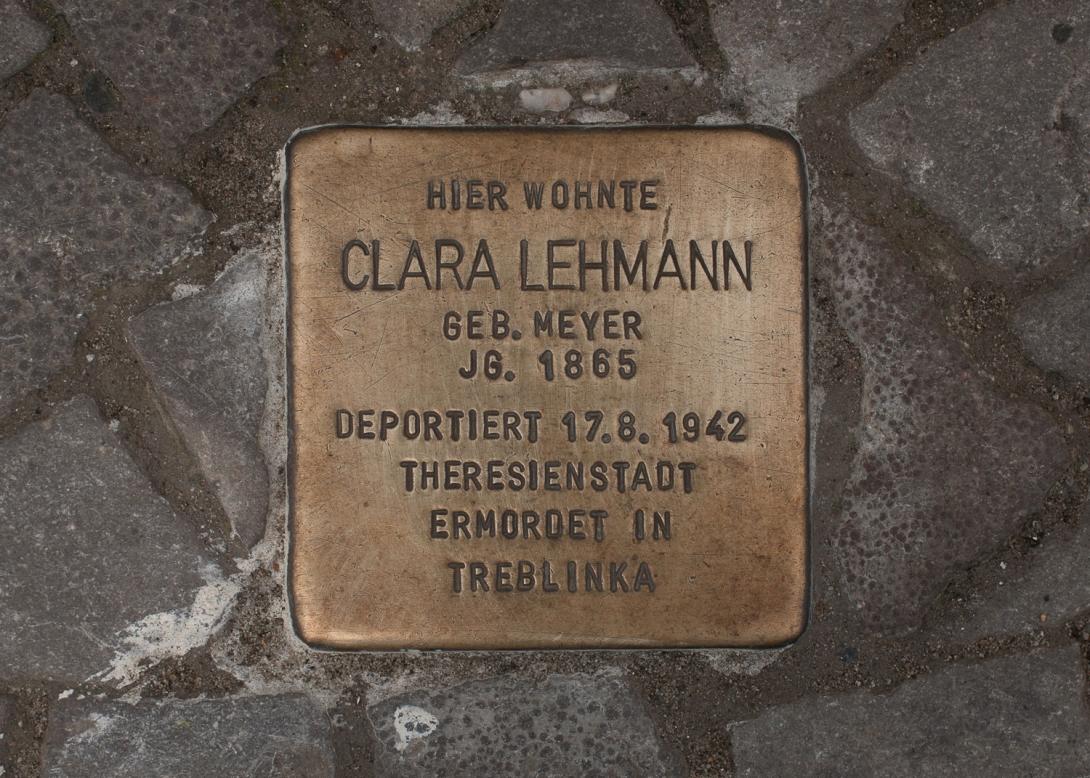 HIER WOHNTE
CLARA LEHMANN
GEB. MEYER
JG. 1865
DEPORTIERT 17.8.1942
THERESIENSTADT
ERMORDET IN
TREBLINKA